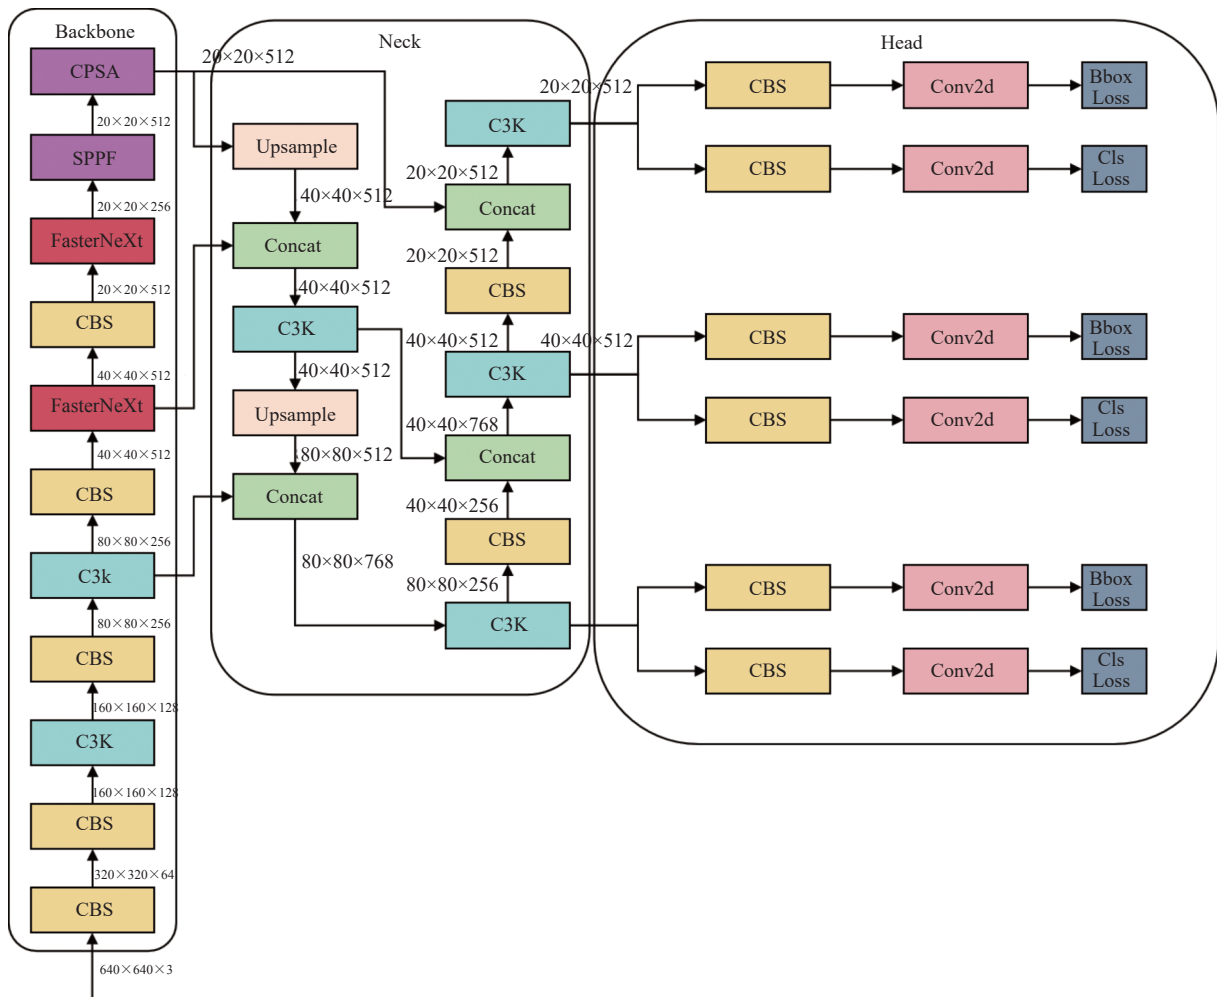 Backbone
CPSA
20×20×512
SPPF
20×20×256
FasterNeXt
20×20×512
CBS
40×40×512
FasterNeXt
40×40×512
CBS
80×80×256
C3k
80×80×256
CBS
160×160×128
C3K
160×160×128
CBS
320×320×64
CBS
640×640×3
Neck
20×20×512
Upsample
40×40×512
Concat
40×40×512
C3K
40×40×512
Upsample
80×80×512
Concat
80×80×768
C3K
20×20×512
Concat
20×20×512
CBS
40×40×512
C3K
40×40×768
Concat
40×40×256
CBS
80×80×256
C3K
Head
20×20×512
CBS
Conv2d
Bbox
Loss
CBS
Conv2d
Cls
Loss
40×40×512
CBS
Conv2d
Bbox
Loss
CBS
Conv2d
Cls
Loss
CBS
Conv2d
Bbox
Loss
CBS
Conv2d
Cls
Loss